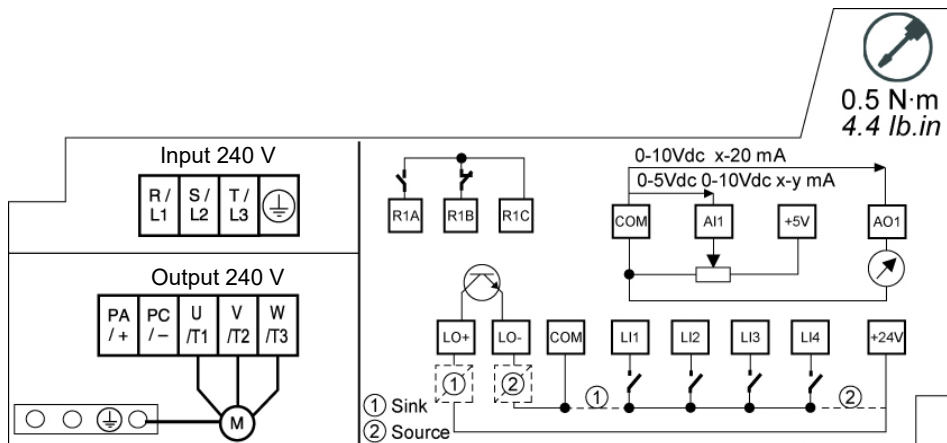 0.5 N·m
4.4 lb.in
Input 240 V
R / L1
S / L2
T / L3
Output 240 V
PA / +
PC / –
U /T1
V /T2
W /T3
M
R1A
R1B
R1C
0-10Vdc x-20 mA
0-5Vdc 0-10Vdc x-y mA
COM
AI1
+5V
AO1
LO+
LO-
COM
LI1
LI2
LI3
LI4
+24V
①
②
①
②
① Sink
② Source